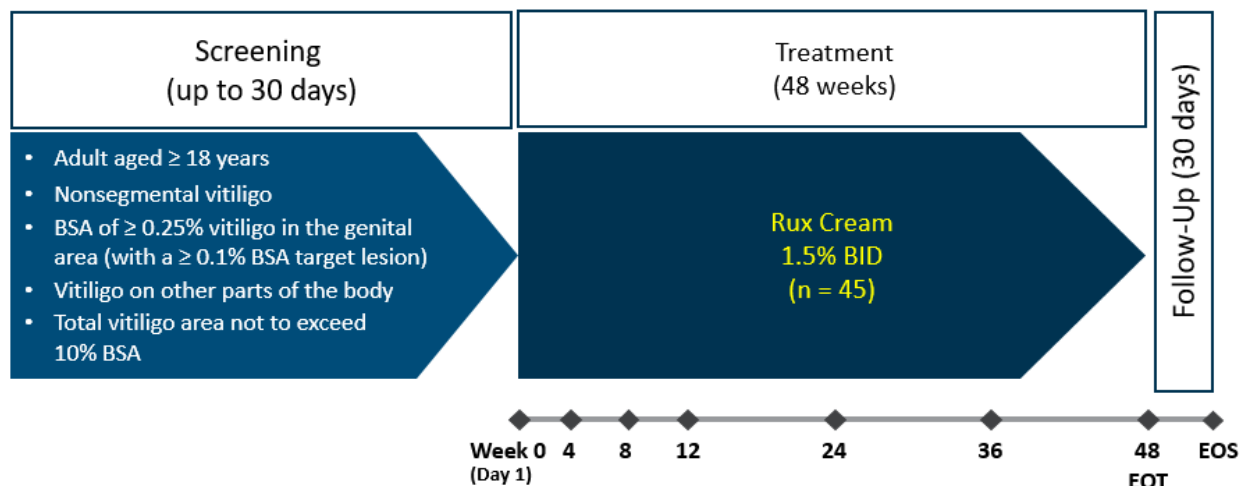 Screening
(up to 30 days)
Treatment
(48 weeks)
Follow-Up (30 days)
• Adult aged ≥ 18 years
• Nonsegmental vitiligo
• BSA of ≥ 0.25% vitiligo in the genital
area (with a ≥ 0.1% BSA target lesion)
• Vitiligo on other parts of the body
• Total vitiligo area not to exceed
10% BSA
Rux Cream
1.5% BID
(n = 45)
Week 0 4 8 12 24 36 48 EOS
(Day 1) EOT